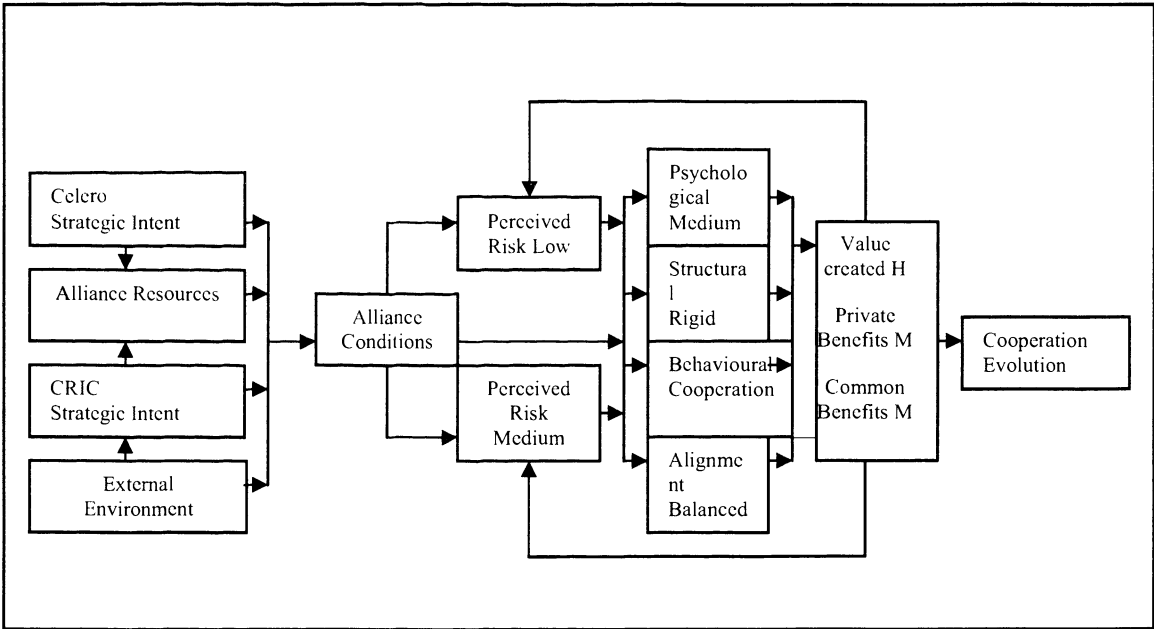 Celero
Strategic Intent
Alliance Resources
CRIC
Strategic Intent
External
Environment
Alliance
Conditions
Perceived
Risk Low
Perceived
Risk
Medium
Psycholo
gical
Medium
Structura
l
Rigid
Behavioural
Cooperation
Alignme
nt
Balanced
Value
created H
Private
Benefits M
Common
Benefits M
Cooperation
Evolution